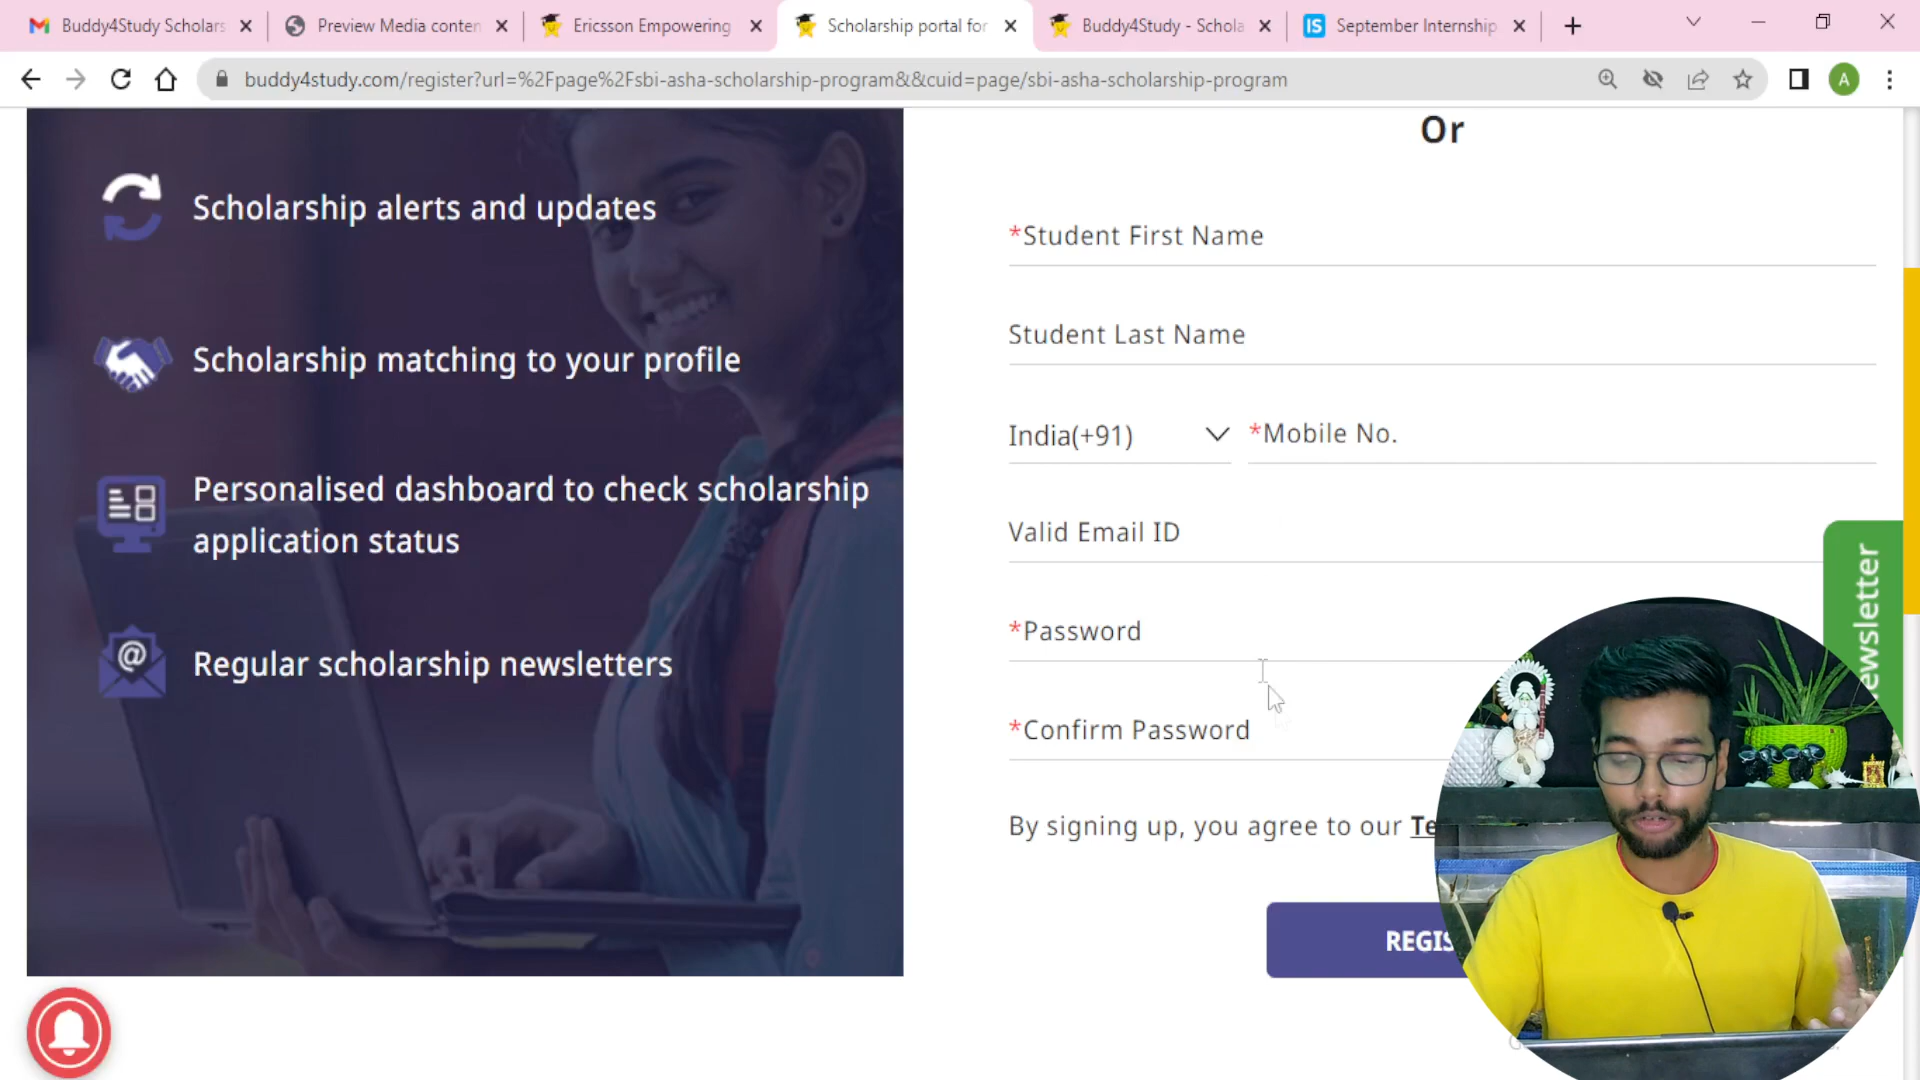 Buddy4Study Scholars
Preview Media conten
Ericsson Empowering
Scholarship portal for
Buddy4Study - Schola
IS
September Internship
buddy4study.com/register?url=%2Fpage%2Fsbi-asha-scholarship-program&&cuid=page/sbi-asha-scholarship-program
A
Scholarship alerts and updates
Scholarship matching to your profile
Personalised dashboard to check scholarship
application status
@
Regular scholarship newsletters
Or
*Student First Name
Student Last Name
India(+91)
*Mobile No.
Valid Email ID
*Password
*Confirm Password
By signing up, you agree to our Te
REGIS
ewsletter